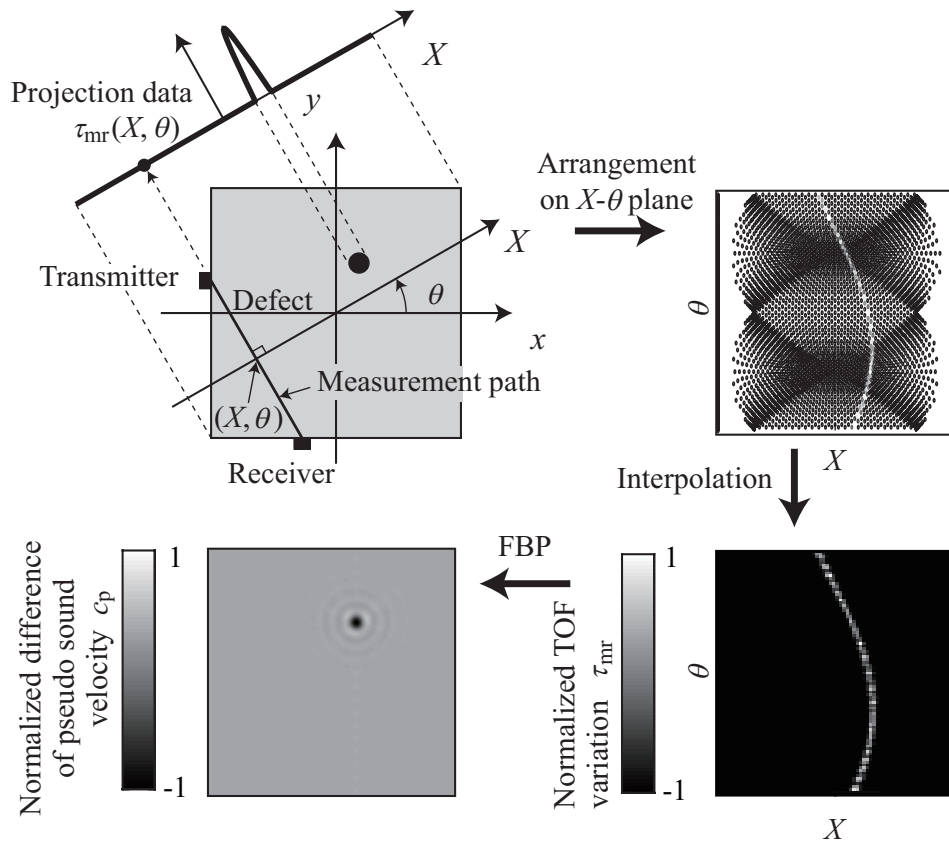 X
Projection data
τmr(X, θ)
y
Arrangement
on X-θ plane
X
Transmitter
Defect
θ
x
Measurement path
(X, θ)
Receiver
θ
X
Interpolation
FBP
1
-1
Normalized difference
of pseudo sound
velocity cp
1
-1
Normalized TOF
variation τmr
θ
X